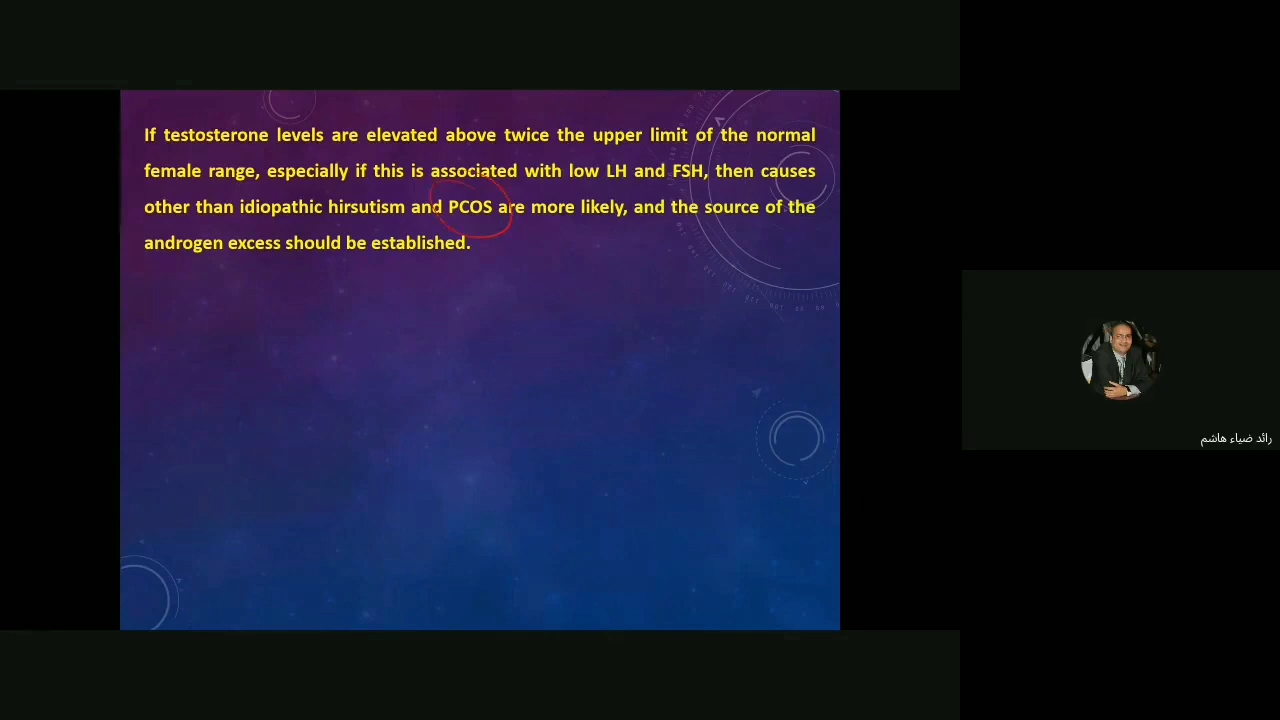 If testosterone levels are elevated above twice the upper limit of the normal
female range, especially if this is associated with low LH and FSH, then causes
other than idiopathic hirsutism and PCOS are more likely, and the source of the
androgen excess should be established.
رائد ضياء هاشم